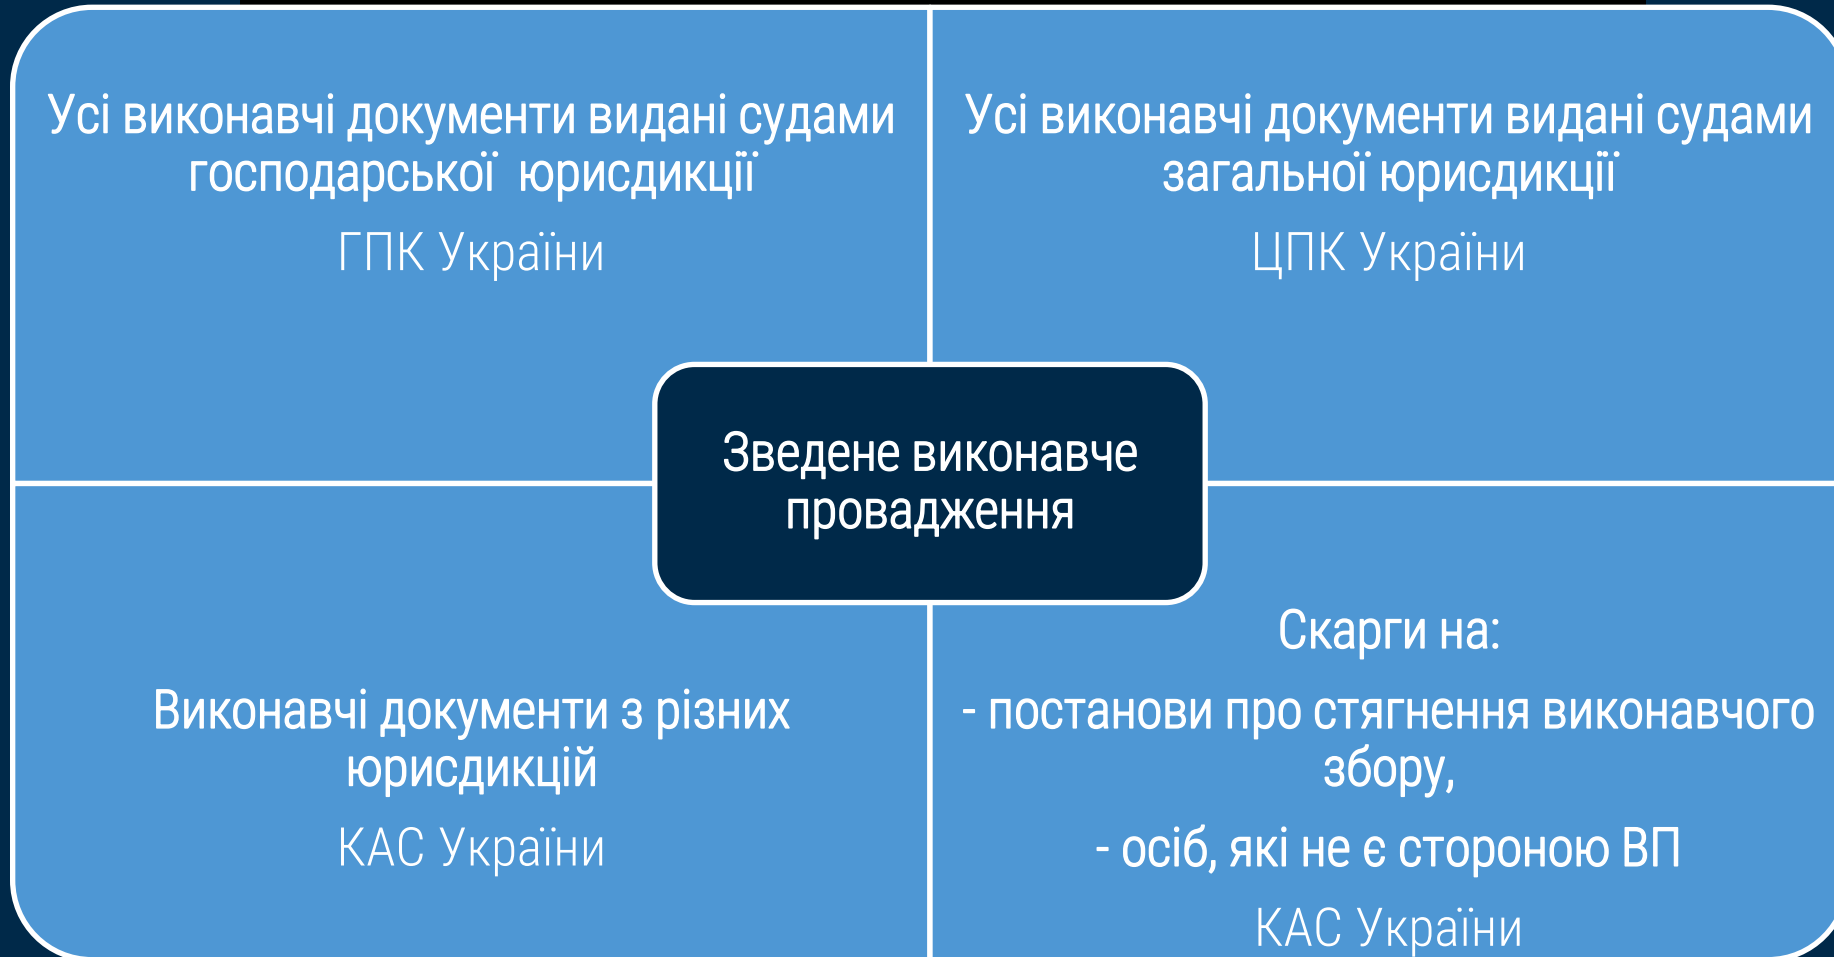 Усі виконавчі документи видані судами
господарської юрисдикції
ГПК України
Усі виконавчі документи видані судами
загальної юрисдикції
ЦПК України
Зведене виконавче
провадження
Виконавчі документи з різних
юрисдикцій
КАС України
Скарги на:
- постанови про стягнення виконавчого
збору,
- осіб, які не є стороною ВП
КАС України